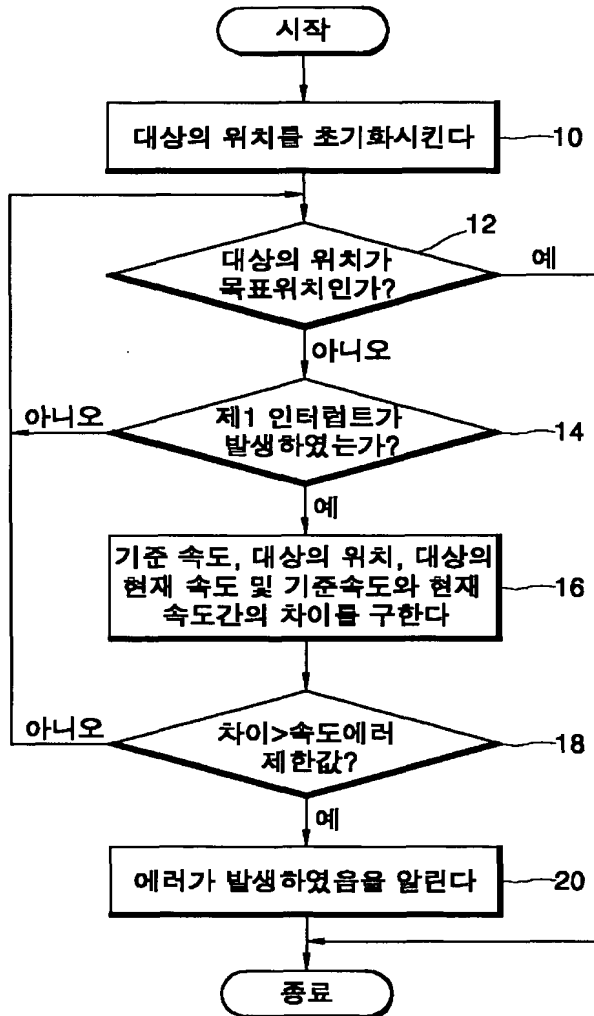 시작
대상의 위치를 초기화시킨다
10
12
대상의 위치가
목표위치인가?
예
아니오
아니오
제1 인터럽트가
발생하였는가?
14
예
기준 속도, 대상의 위치, 대상의
현재 속도 및 기준속도와 현재
속도간의 차이를 구한다
16
아니오
차이>속도에러
제한값?
18
예
에러가 발생하였음을 알린다
20
종료